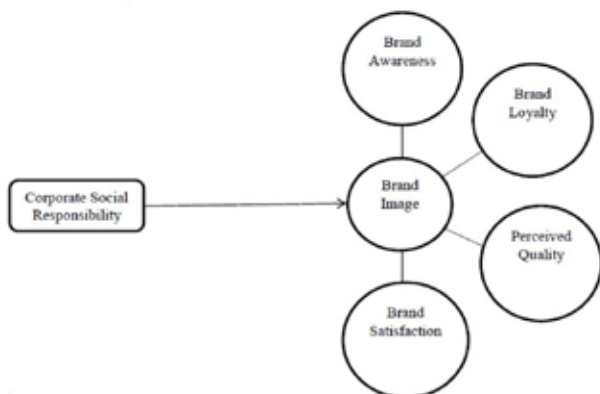 Brand
Awareness
Brand
Loyalty
Corporate Social
Responsibility
Brand
Image
Perceived
Quality
Brand
Satisfaction